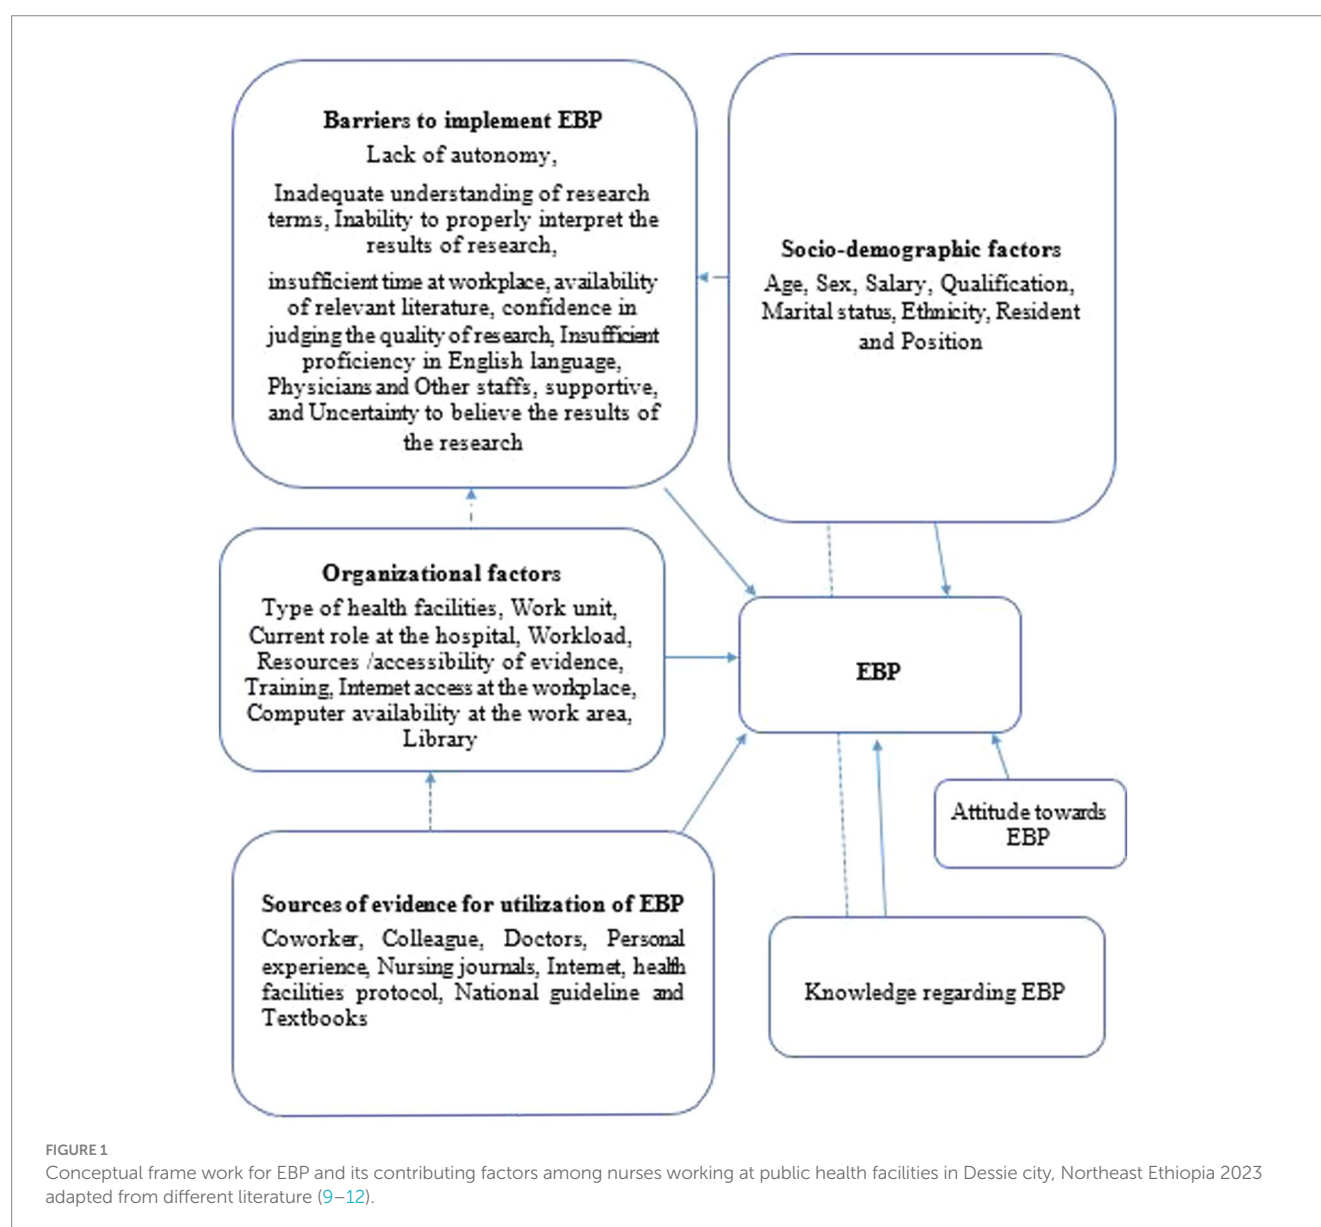 Barriers to implement EBP
Lack of autonomy,
Inadequate understanding of research
terms, Inability to properly interpret the
results of research,
insufficient time at workplace, availability
of relevant literature, confidence in
judging the quality of research, Insufficient
proficiency in English language,
Physicians and Other staffs, supportive,
and Uncertainty to believe the results of
the research
Socio-demographic factors
Age, Sex, Salary, Qualification,
Marital status, Ethnicity, Resident
and Position
Organizational factors
Type of health facilities, Work unit,
Current role at the hospital, Workload,
Resources /accessibility of evidence,
Training, Internet access at the workplace,
Computer availability at the work area,
Library
EBP
Attitude towards
EBP
Sources of evidence for utilization of EBP
Coworker, Colleague, Doctors, Personal
experience, Nursing journals, Internet, health
facilities protocol, National guideline and
Textbooks
Knowledge regarding EBP
FIGURE 1
Conceptual frame work for EBP and its contributing factors among nurses working at public health facilities in Dessie city, Northeast Ethiopia 2023
adapted from different literature (9–12).